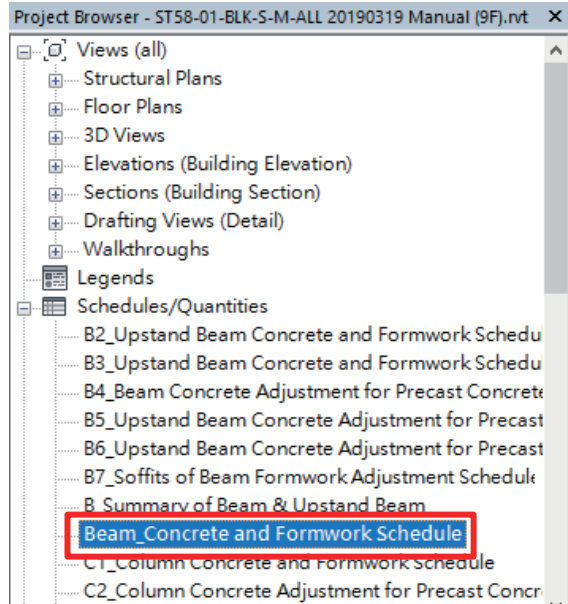 Project Browser - ST58-01-BLK-S-M-ALL 20190319 Manual (9F).rvt
Views (all)
Structural Plans
Floor Plans
3D Views
Elevations (Building Elevation)
Sections (Building Section)
Drafting Views (Detail)
Walkthroughs
Legends
Schedules/Quantities
B2_Upstand Beam Concrete and Formwork Schedu
B3_Upstand Beam Concrete and Formwork Schedu
B4_Beam Concrete Adjustment for Precast Concrete
B5_Upstand Beam Concrete Adjustment for Precast
B6_Upstand Beam Concrete Adjustment for Precast
B7_Soffits of Beam Formwork Adjustment Schedule
B_Summary of Beam & Upstand Beam
Beam_Concrete and Formwork Schedule
C1_Column Concrete and Formwork Schedule
C2_Column Concrete Adjustment for Precast Concr